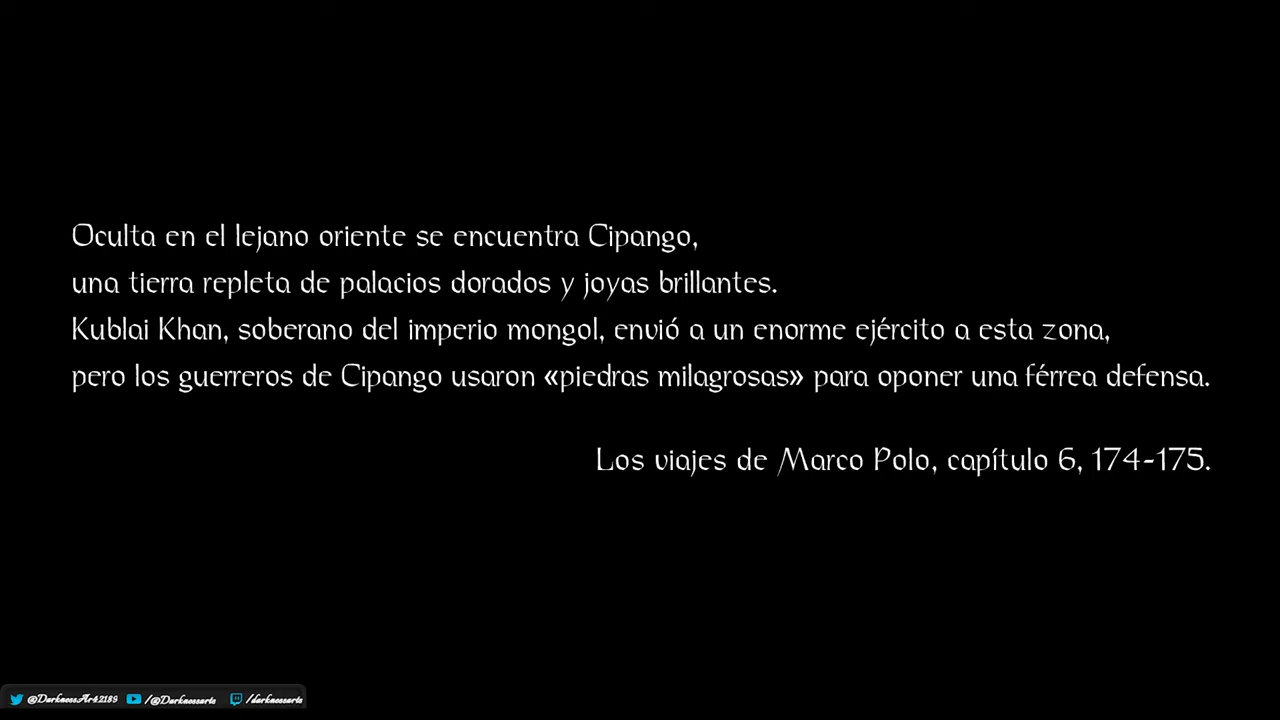 Oculta en el lejano oriente se encuentra Cipango,
una tierra repleta de palacios dorados y joyas brillantes.
Kublai Khan, soberano del imperio mongol, envió a un enorme ejército a esta zona,
pero los guerreros de Cipango usaron «piedras milagrosas» para oponer una férrea defensa.
Los viajes de Marco Polo, capítulo 6, 174-175.
@DarknessAr42189 /@Darknessarts /darknessarts